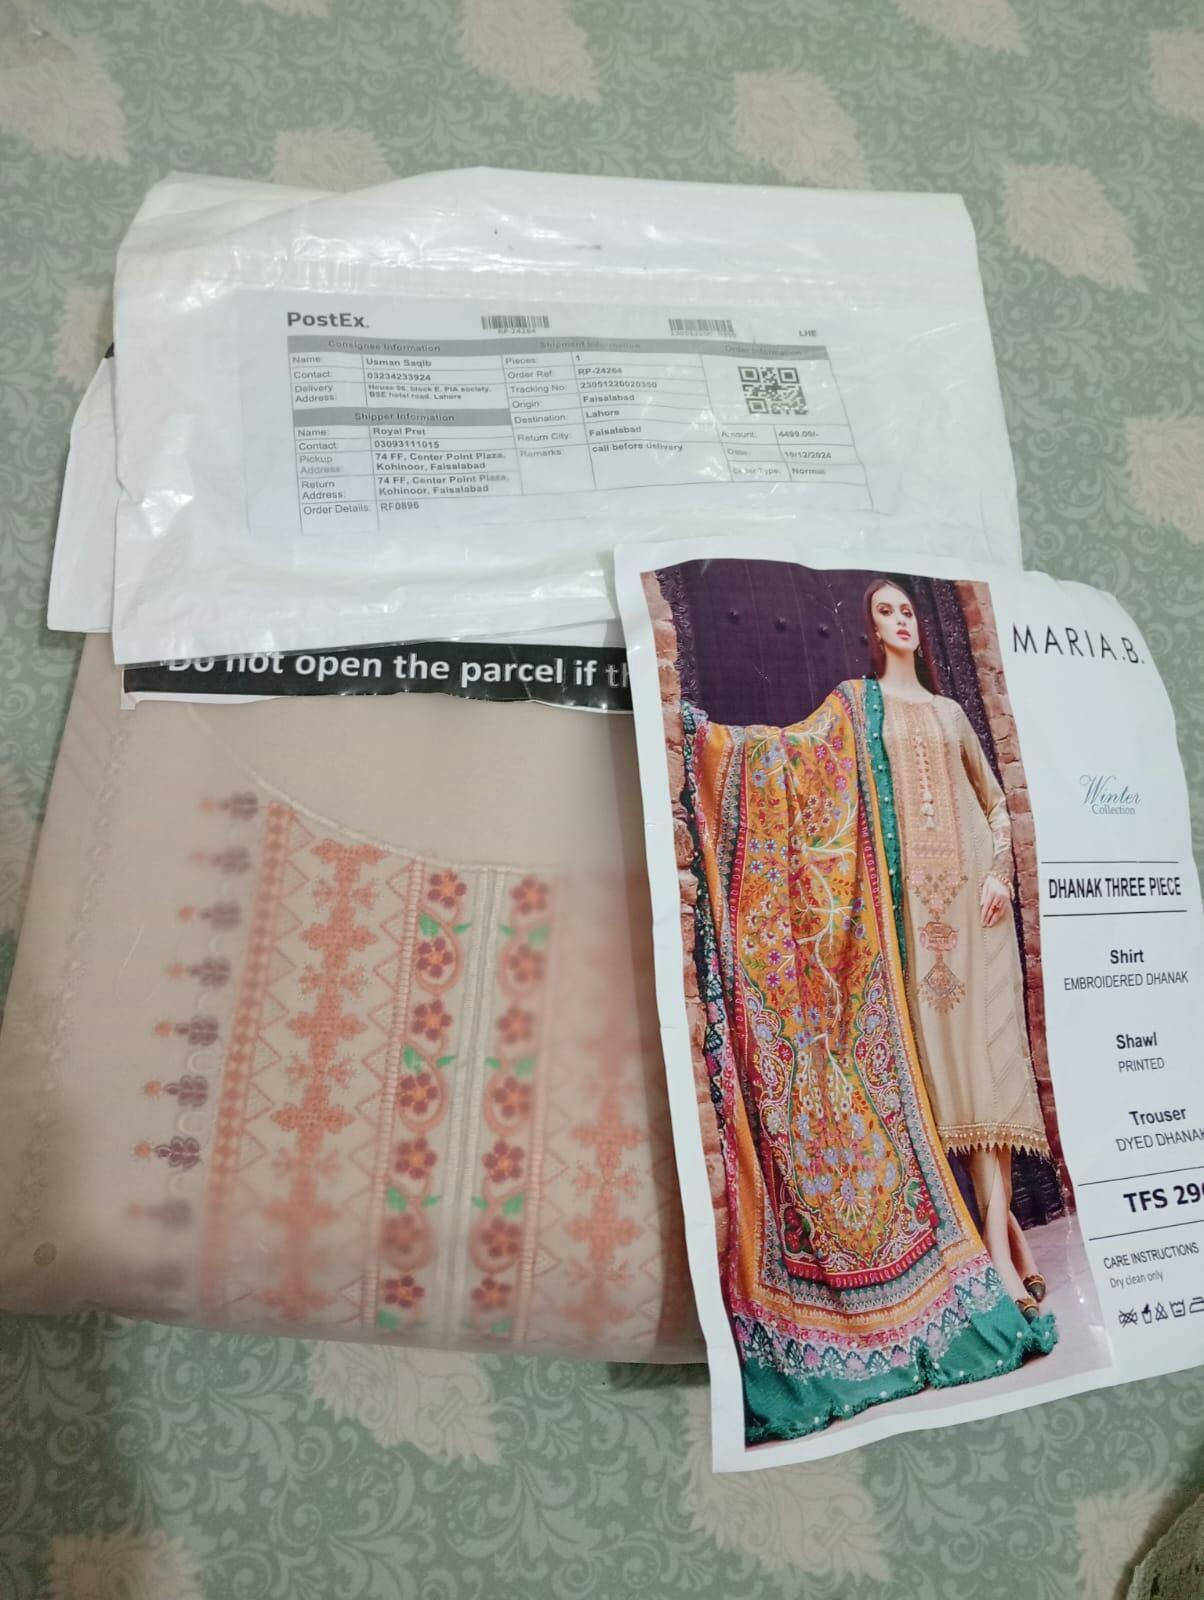 PostEx.
RP-24264
LHE
Consignee Information
Name: Usman Saqib
Contact: 03234233924
Delivery Address: House 96, block E, PIA society, BSE hotel road, Lahore
Shipper Information
Name: Royal Pret
Contact 03093111015
Pickup Address: 74 FF, Center Point Plaza, Kohinoor, Faisalabad
Return Address: 74 FF, Center Point Plaza, Kohinoor, Faisalabad
Order Details: RF0896
Shipment Information
Pieces: 1
Order Ref: RP-24264
Tracking No: 23051220020350
Origin: Faisalabad
Destination: Lahore
Return City: Faisalabad
Remarks: call before delivery
Order Information
Amount: 4499.00/-
Date: 19/12/2024
Order Type: Normal
Do not open the parcel if th
MARIA.B.
Winter
Collection
DHANAK THREE PIECE
Shirt
EMBROIDERED DHANAK
Shawl
PRINTED
Trouser
DYED DHANAK
TFS 29
CARE INSTRUCTIONS
Dry clean only